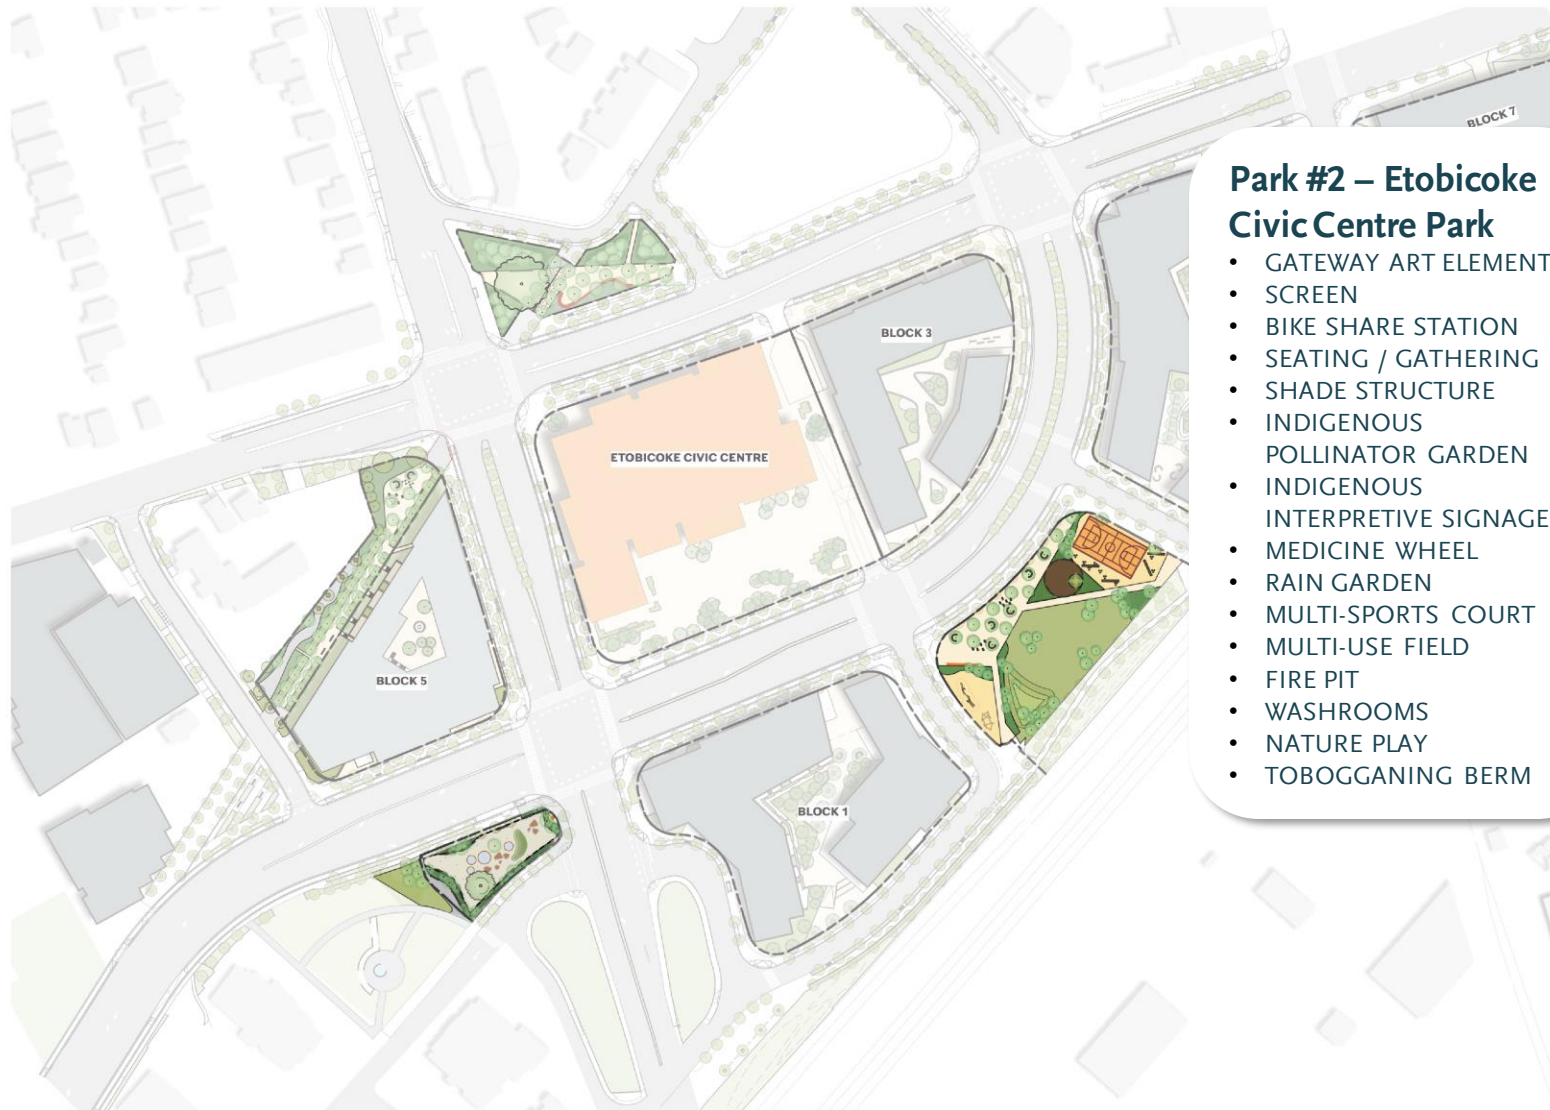 BLOCK 7
Park #2 – Etobicoke
Civic Centre Park
• GATEWAY ART ELEMENT
• SCREEN
• BIKE SHARE STATION
• SEATING / GATHERING
• SHADE STRUCTURE
• INDIGENOUS
POLLINATOR GARDEN
• INDIGENOUS
INTERPRETIVE SIGNAGE
• MEDICINE WHEEL
• RAIN GARDEN
• MULTI-SPORTS COURT
• MULTI-USE FIELD
• FIRE PIT
• WASHROOMS
• NATURE PLAY
• TOBOGGANING BERM
BLOCK 3
ETOBICOKE CIVIC CENTRE
BLOCK 5
BLOCK 1